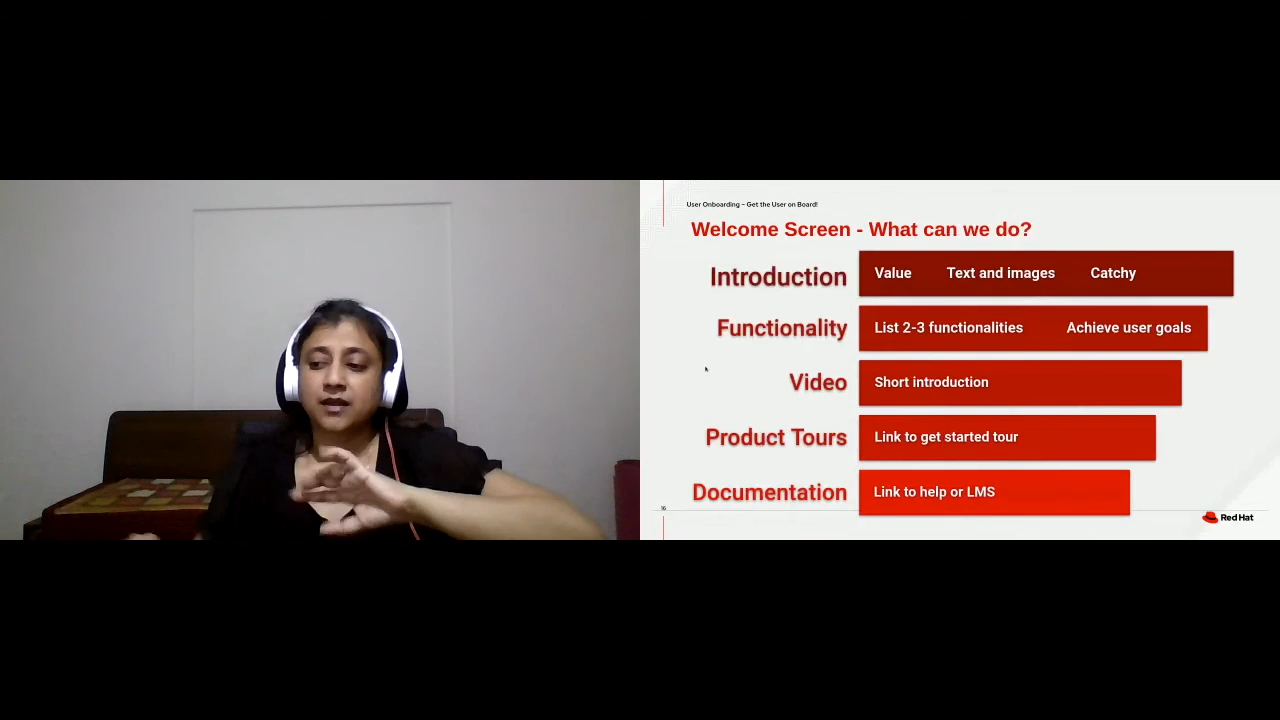 User Onboarding – Get the User on Board!
Welcome Screen - What can we do?
Introduction Value Text and images Catchy
Functionality List 2-3 functionalities Achieve user goals
Video Short introduction
Product Tours Link to get started tour
Documentation Link to help or LMS
16
Red Hat